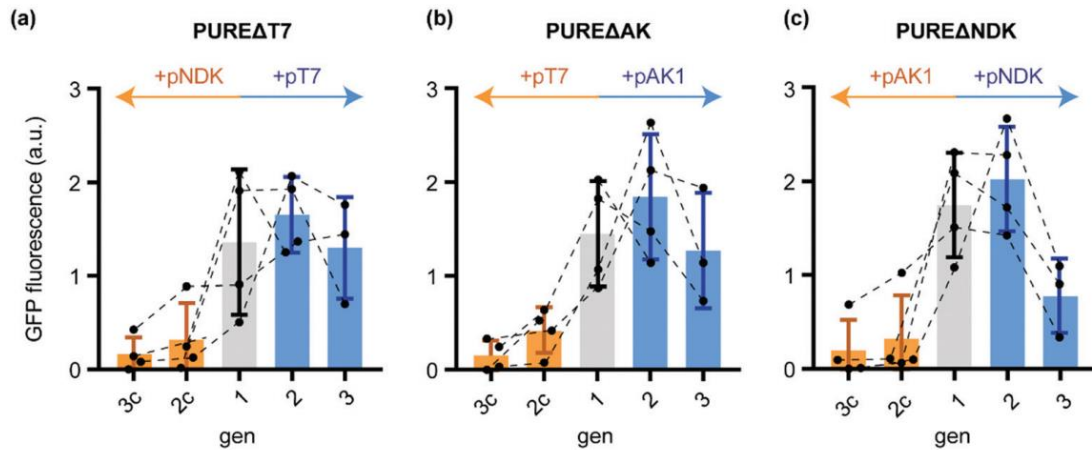 (a) PUREΔT7
+pNDK +pT7
GFP fluorescence (a.u.)
3
2
1
0
3c 2c 1 2 3
gen
(b) PUREΔAK
+pT7 +pAK1
3
2
1
0
3c 2c 1 2 3
gen
(c) PUREΔNDK
+pAK1 +pNDK
3
2
1
0
3c 2c 1 2 3
gen